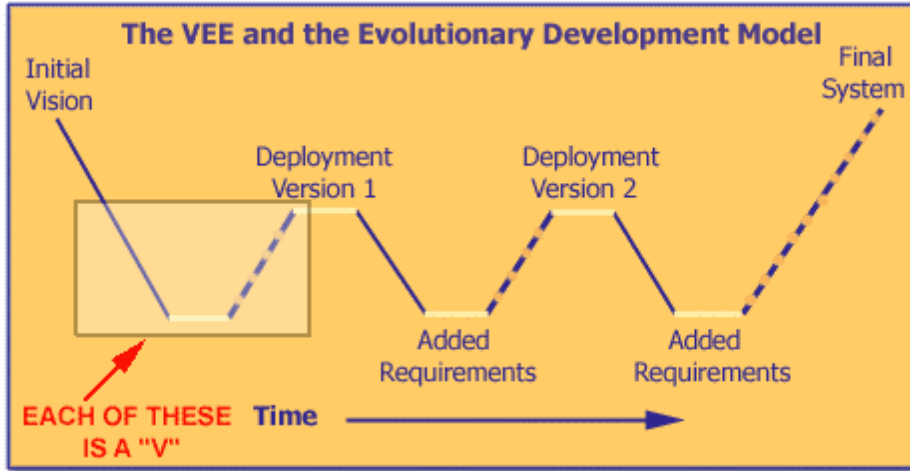 The VEE and the Evolutionary Development Model
Initial
Vision
Final
System
Deployment
Version 1
Deployment
Version 2
Added
Requirements
Added
Requirements
EACH OF THESE
IS A "V"
Time